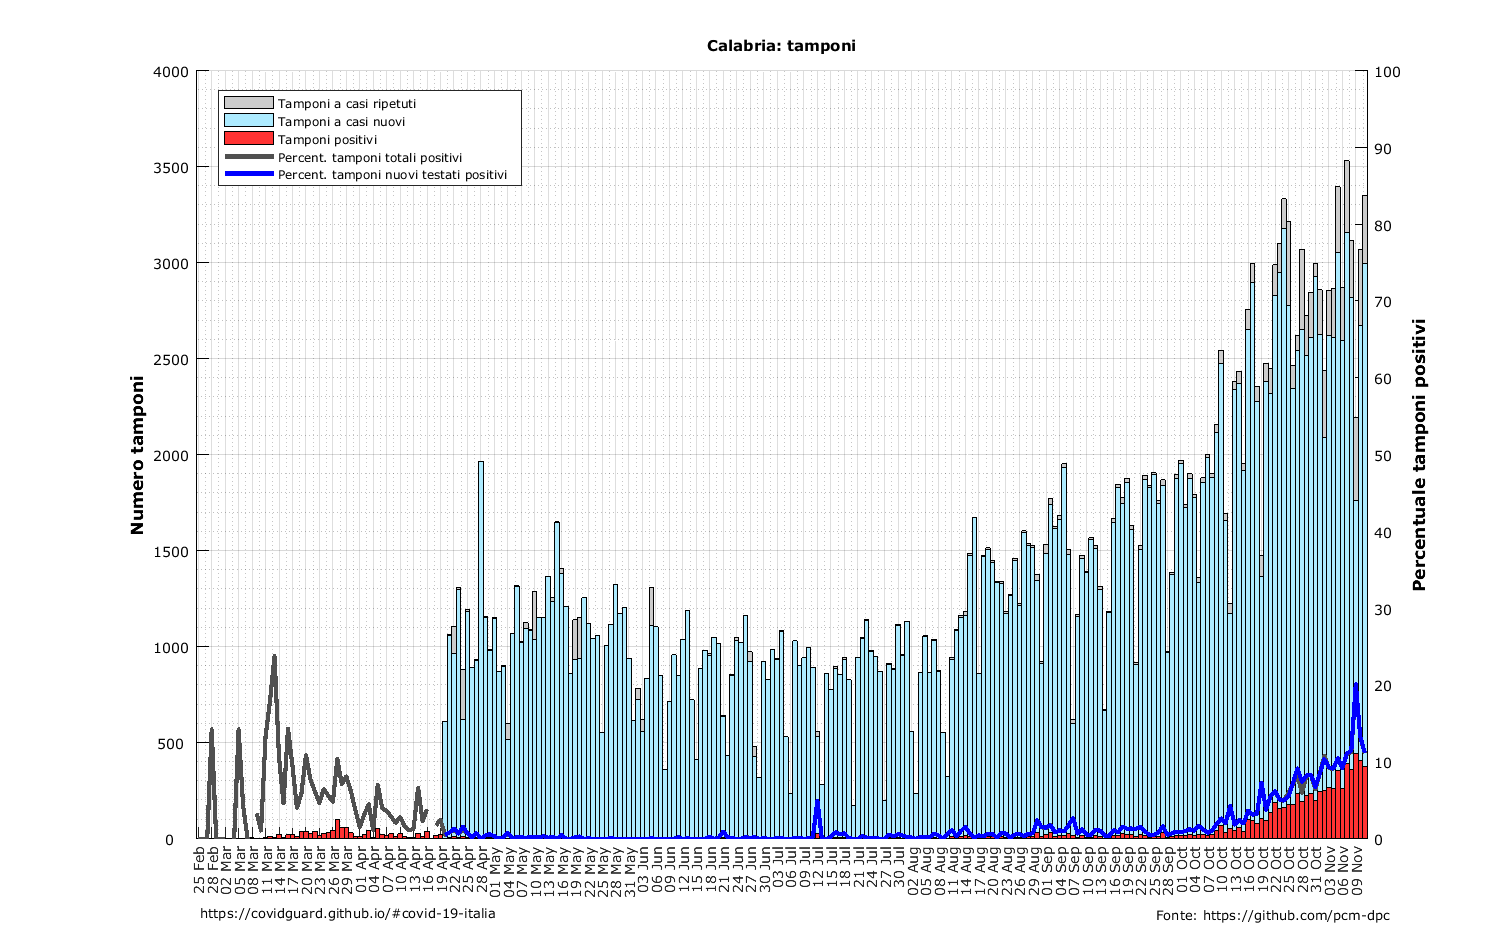 Calabria: tamponi
Tamponi a casi ripetuti
Tamponi a casi nuovi
Tamponi positivi
Percent. tamponi totali positivi
Percent. tamponi nuovi testati positivi
Numero tamponi
4000
3500
3000
2500
2000
1500
1000
500
0
Percentuale tamponi positivi
100
90
80
70
60
50
40
30
20
10
0
25 Feb
28 Feb
02 Mar
05 Mar
08 Mar
11 Mar
14 Mar
17 Mar
20 Mar
23 Mar
26 Mar
29 Mar
01 Apr
04 Apr
07 Apr
10 Apr
13 Apr
16 Apr
19 Apr
22 Apr
25 Apr
28 Apr
01 May
04 May
07 May
10 May
13 May
16 May
19 May
22 May
25 May
28 May
31 May
03 Jun
06 Jun
09 Jun
12 Jun
15 Jun
18 Jun
21 Jun
24 Jun
27 Jun
30 Jun
03 Jul
06 Jul
09 Jul
12 Jul
15 Jul
18 Jul
21 Jul
24 Jul
27 Jul
30 Jul
02 Aug
05 Aug
08 Aug
11 Aug
14 Aug
17 Aug
20 Aug
23 Aug
26 Aug
29 Aug
01 Sep
04 Sep
07 Sep
10 Sep
13 Sep
16 Sep
19 Sep
22 Sep
25 Sep
28 Sep
01 Oct
04 Oct
07 Oct
10 Oct
13 Oct
16 Oct
19 Oct
22 Oct
25 Oct
28 Oct
31 Oct
03 Nov
06 Nov
09 Nov
https://covidguard.github.io/#covid-19-italia
Fonte: https://github.com/pcm-dpc